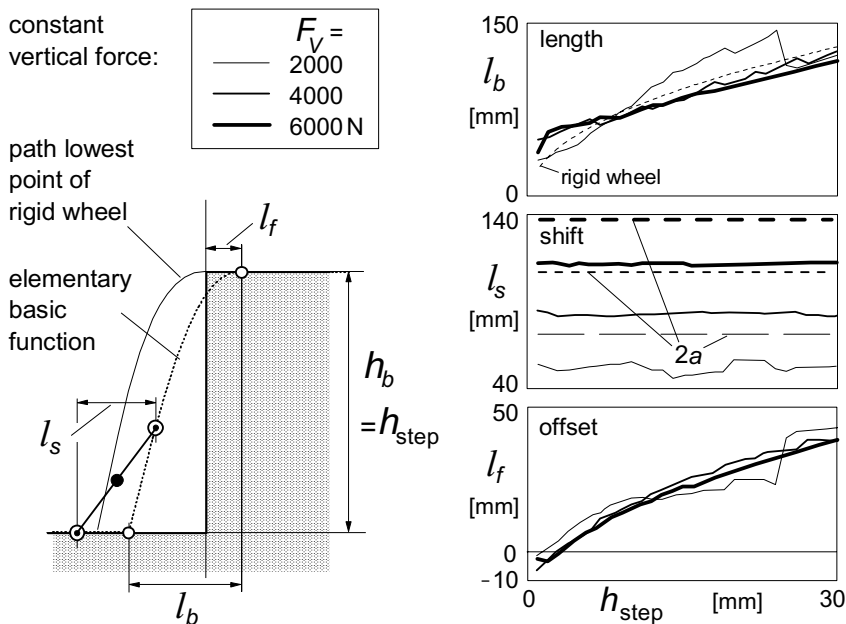 constant
vertical force:
F_V =
2000
4000
6000 N
path lowest
point of
rigid wheel
elementary
basic
function
l_f
h_b
=h_step
l_s
l_b
150
length
l_b
[mm]
0
rigid wheel
140
shift
l_s
[mm]
40
2a
50
offset
l_f
[mm]
0
-10
0
h_step
[mm]
30